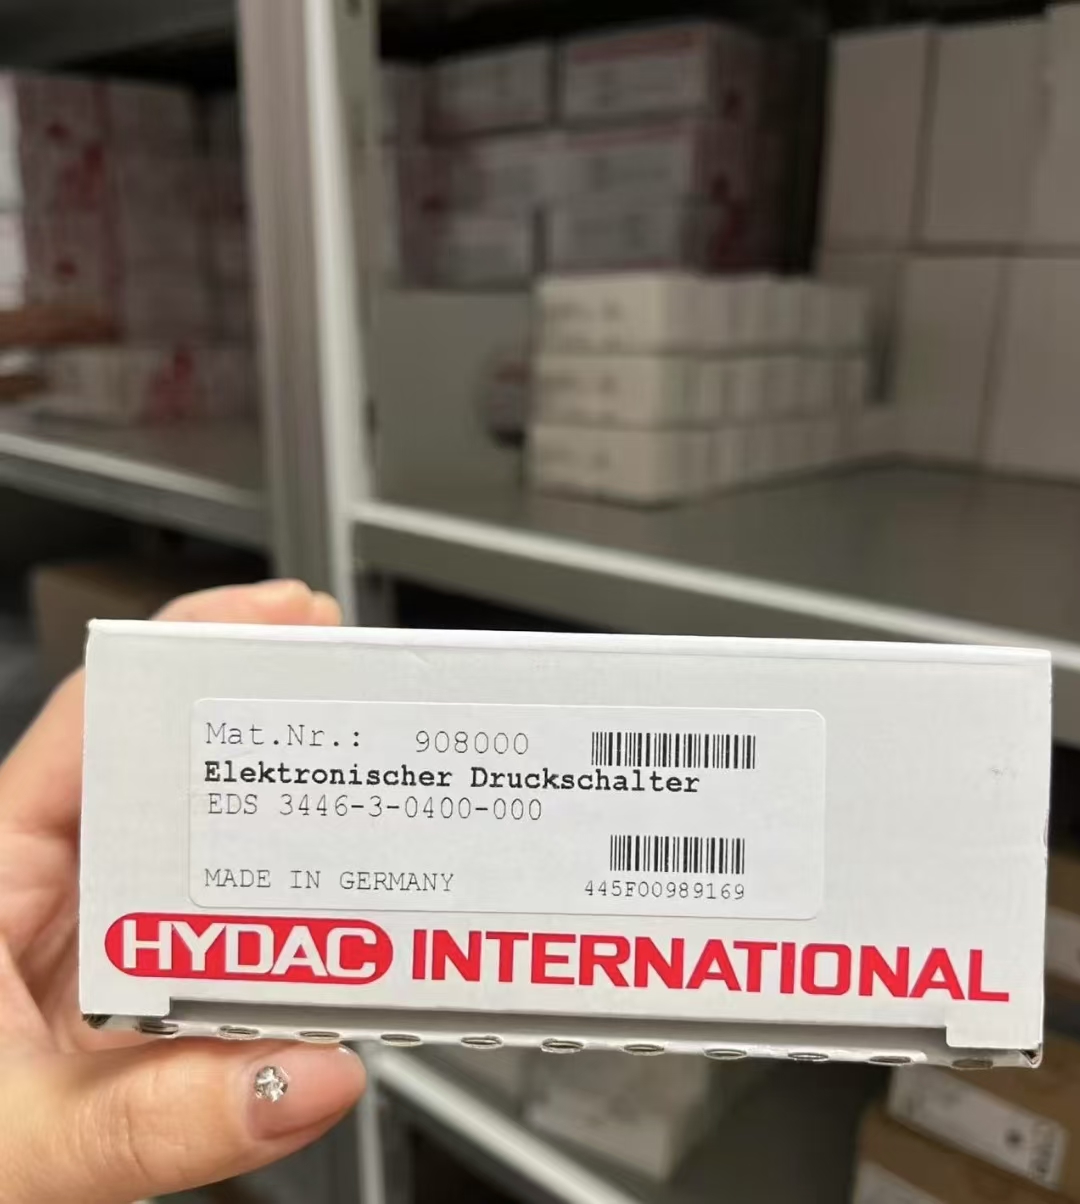 Mat.Nr.: 908000
Elektronischer Druckschalter
EDS 3446-3-0400-000
MADE IN GERMANY 445F00989169
HYDAC INTERNATIONAL